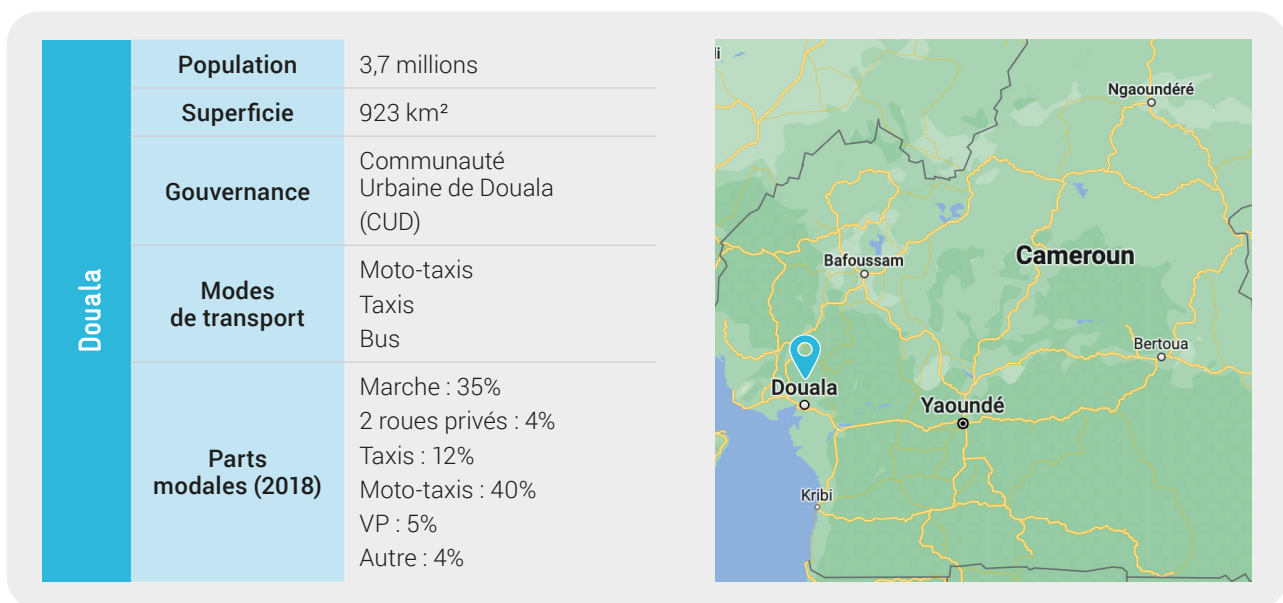 Douala
Population
3,7 millions
Superficie
923 km²
Gouvernance
Communauté
Urbaine de Douala
(CUD)
Modes
de transport
Moto-taxis
Taxis
Bus
Parts
modales (2018)
Marche : 35%
2 roues privés : 4%
Taxis : 12%
Moto-taxis : 40%
VP : 5%
Autre : 4%
li
Ngaoundéré
Cameroun
Bafoussam
Bertoua
Douala
Yaoundé
Kribi